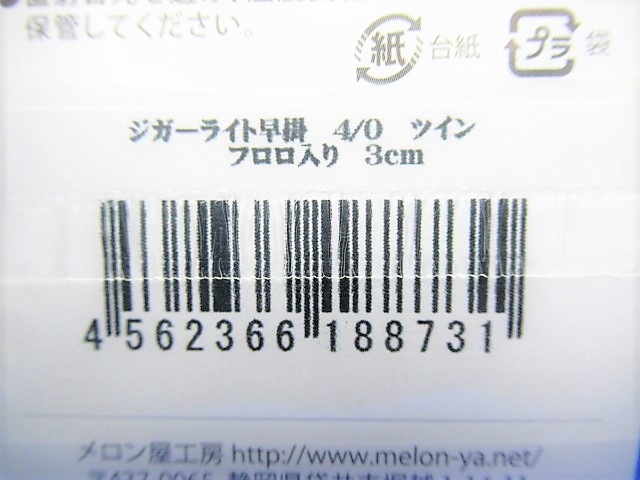 保管してください。
紙 台紙 プラ 袋
ジガーライト早掛 4/0 ツイン
フロロ入り 3cm
4 562366 188731
メロン屋工房 http://www.melon-ya.net/